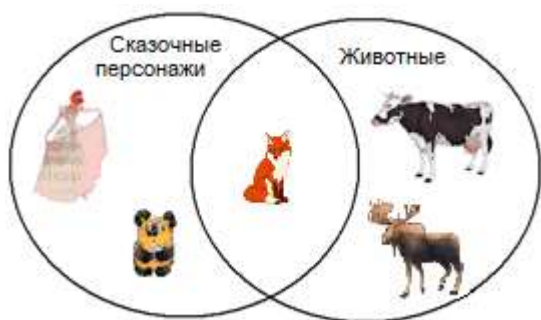 Сказочные
персонажи
Животные